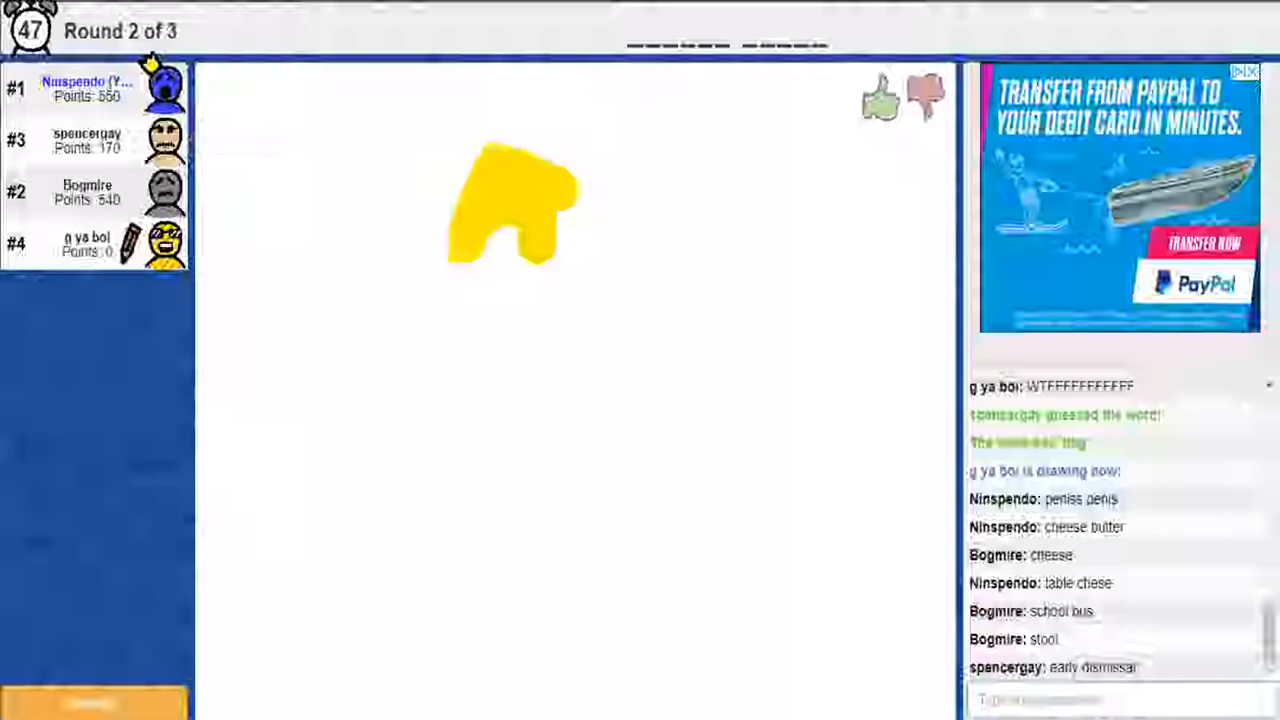 47 Round 2 of 3
______ _____
#1 Ninspendo (Y...
Points: 550
#3 spencergay
Points: 170
#2 Bogmire
Points: 540
#4 g ya boi
Points: 0
TRANSFER FROM PAYPAL TO
YOUR DEBIT CARD IN MINUTES.
TRANSFER NOW
PayPal
g ya boi: WTFFFFFFFFFFF
spencergay guessed the word!
g ya boi is drawing now!
Ninspendo: peniss penis
Ninspendo: cheese butter
Bogmire: cheese
Ninspendo: table chese
Bogmire: school bus
Bogmire: stool
spencergay: early dismissal